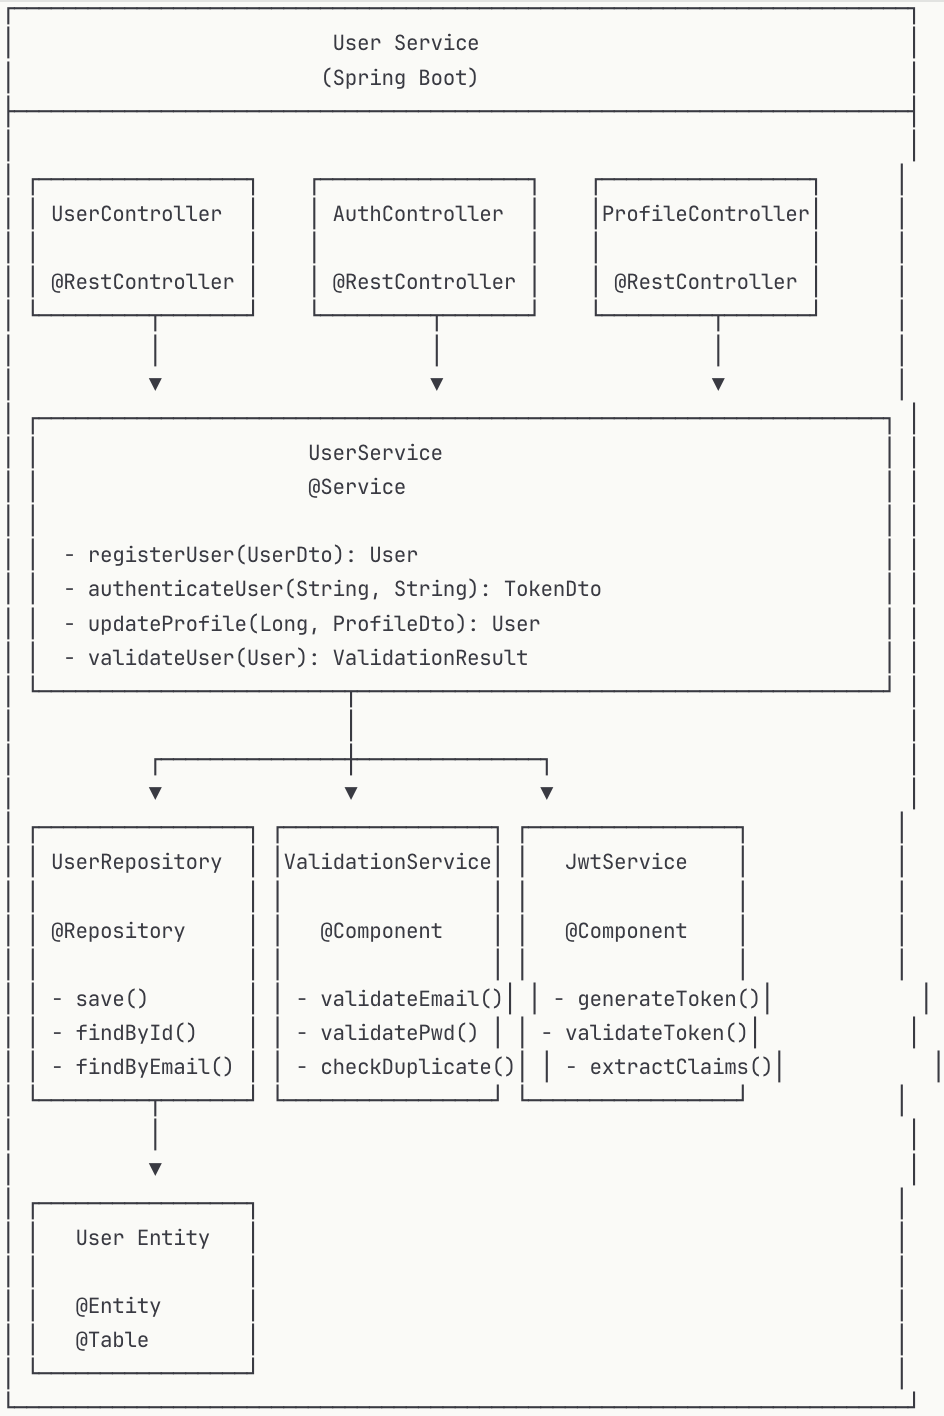 User Service
(Spring Boot)
UserController AuthController ProfileController
@RestController @RestController @RestController
UserService
@Service
- registerUser(UserDto): User
- authenticateUser(String, String): TokenDto
- updateProfile(Long, ProfileDto): User
- validateUser(User): ValidationResult
UserRepository ValidationService JwtService
@Repository @Component @Component
- save() - validateEmail() - generateToken()
- findById() - validatePwd() - validateToken()
- findByEmail() - checkDuplicate() - extractClaims()
User Entity
@Entity
@Table